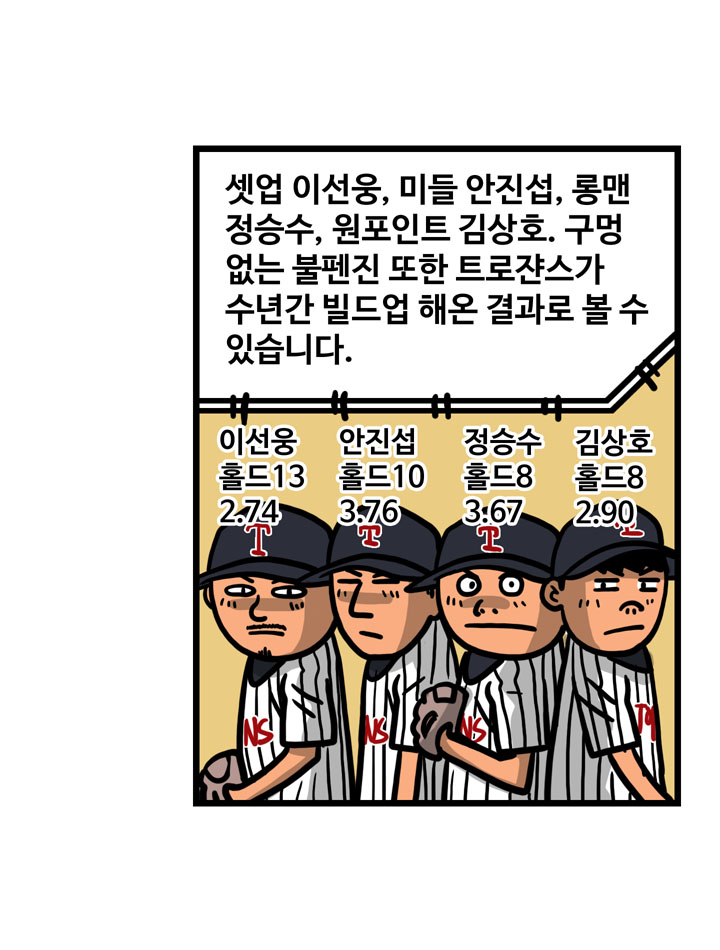 셋업 이선웅, 미들 안진섭, 롱맨
정승수, 원포인트 김상호. 구멍
없는 불펜진 또한 트로쟌스가
수년간 빌드업 해온 결과로 볼 수
있습니다.
이선웅
홀드13
2.74
안진섭
홀드10
3.76
정승수
홀드8
3.67
김상호
홀드8
2.90
T
T
T
NS
NS
NS